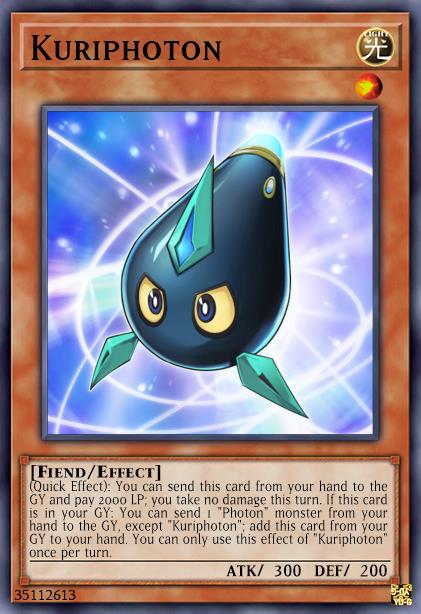 KURIPHOTON
LIGHT
光
[FIEND/EFFECT]
(Quick Effect): You can send this card from your hand to the
GY and pay 2000 LP; you take no damage this turn. If this card
is in your GY: You can send 1 "Photon" monster from
your hand to the GY, except "Kuriphoton"; add this card from your
GY to your hand. You can only use this effect of "Kuriphoton"
once per turn.
ATK/ 300 DEF/ 200
35112613